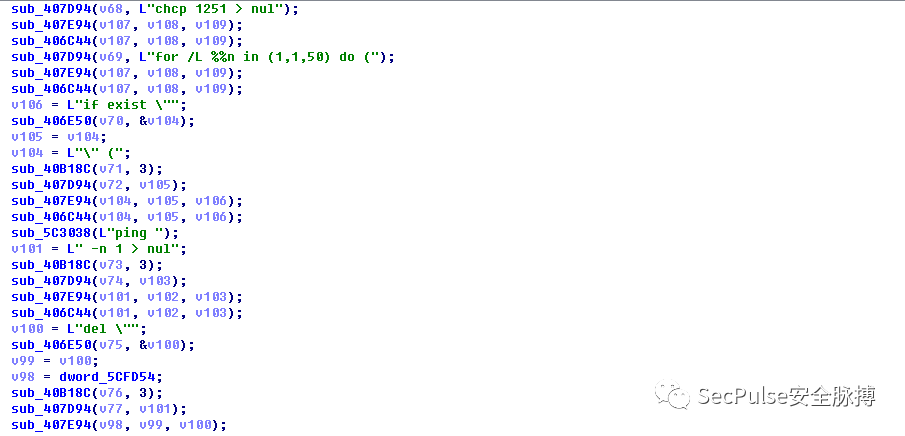 sub_407D94(v68, L"chcp 1251 > nul");
sub_407E94(v107, v108, v109);
sub_406C44(v107, v108, v109);
sub_407D94(v69, L"for /L %%n in (1,1,50) do (");
sub_407E94(v107, v108, v109);
sub_406C44(v107, v108, v109);
v106 = L"if exist \"";
sub_406E50(v70, &v104);
v105 = v104;
v104 = L"\" (";
sub_40B18C(v71, 3);
sub_407D94(v72, v105);
sub_407E94(v104, v105, v106);
sub_406C44(v104, v105, v106);
sub_5C3038(L"ping ");
v101 = L" -n 1 > nul";
sub_40B18C(v73, 3);
sub_407D94(v74, v103);
sub_407E94(v101, v102, v103);
sub_406C44(v101, v102, v103);
v100 = L"del \"";
sub_406E50(v75, &v100);
v99 = v100;
v98 = dword_5CFD54;
sub_40B18C(v76, 3);
sub_407D94(v77, v101);
sub_407E94(v98, v99, v100);
SecPulse安全脉搏